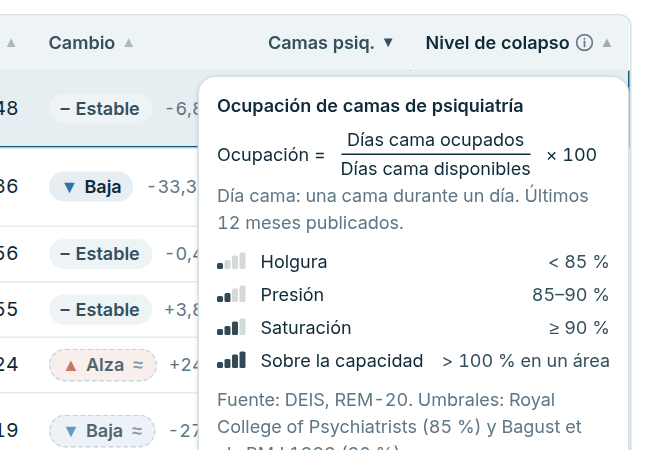 Cambio ▲ Camas psiq. ▼ Nivel de colapso ⓘ ▲
48 – Estable -6,8
Ocupación de camas de psiquiatría
Ocupación = Días cama ocupados / Días cama disponibles × 100
36 ▼ Baja -33,3
Día cama: una cama durante un día. Últimos
12 meses publicados.
56 – Estable -0,4
Holgura < 85 %
Presión 85–90 %
55 – Estable +3,8
Saturación ≥ 90 %
24 ▲ Alza ≈ +24
Sobre la capacidad > 100 % en un área
Fuente: DEIS, REM-20. Umbrales: Royal
19 ▼ Baja ≈ -27
College of Psychiatrists (85 %) y Bagust et